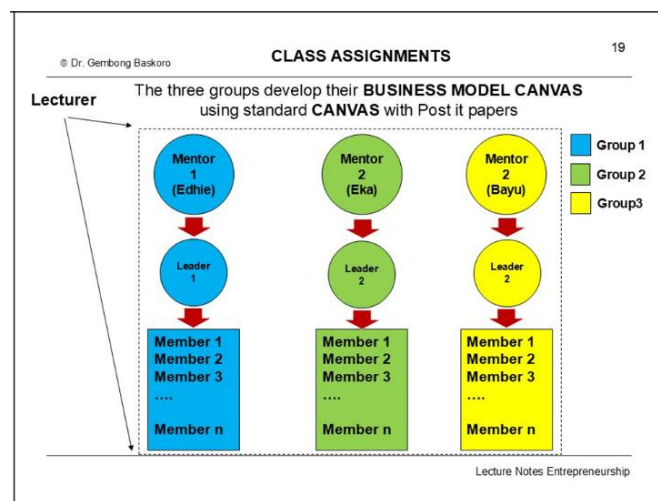 19
© Dr. Gembong Baskoro
CLASS ASSIGNMENTS
The three groups develop their BUSINESS MODEL CANVAS
using standard CANVAS with Post it papers
Lecturer
Mentor
1
(Edhie)
Mentor
2
(Eka)
Mentor
2
(Bayu)
Group 1
Group 2
Group3
Leader
1
Leader
2
Leader
2
Member 1
Member 2
Member 3
....
Member n
Member 1
Member 2
Member 3
....
Member n
Member 1
Member 2
Member 3
....
Member n
Lecture Notes Entrepreneurship